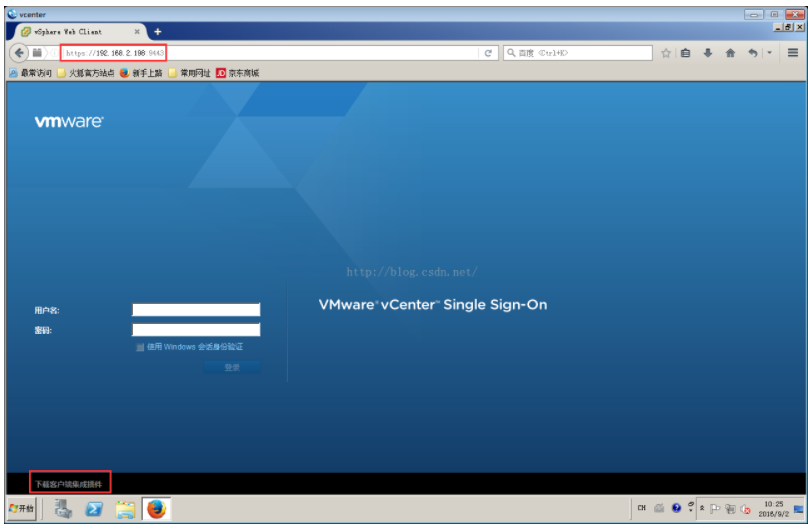 vcenter
vSphere Web Client
https://192.168.2.198:9443
百度 <Ctrl+K>
最常访问 火狐官方站点 新手上路 常用网址 JD 京东商城
vmware
http://blog.csdn.net/
VMware vCenter Single Sign-On
用户名:
密码:
使用 Windows 会话身份验证
登录
下载客户端集成插件
开始
CH
10:25
2016/9/2